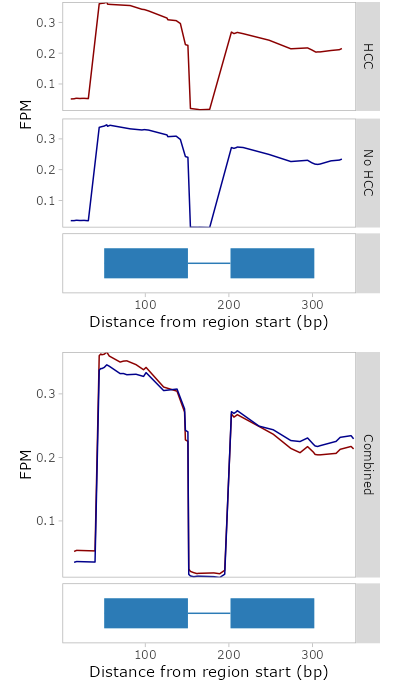 0.3
0.2
0.1
HCC
FPM
0.3
0.2
0.1
No HCC
100 200 300
Distance from region start (bp)
0.3
0.2
0.1
FPM
Combined
100 200 300
Distance from region start (bp)